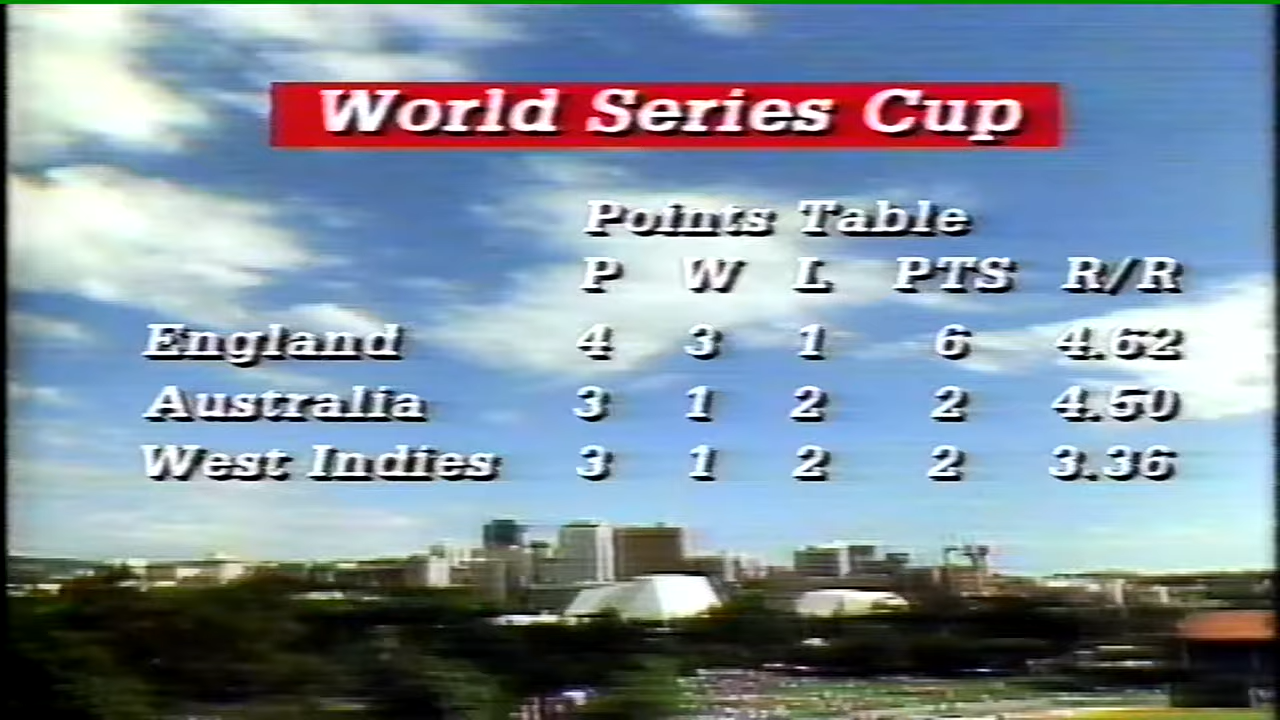 World Series Cup
Points Table
P W L PTS R/R
England 4 3 1 6 4.62
Australia 3 1 2 2 4.50
West Indies 3 1 2 2 3.36